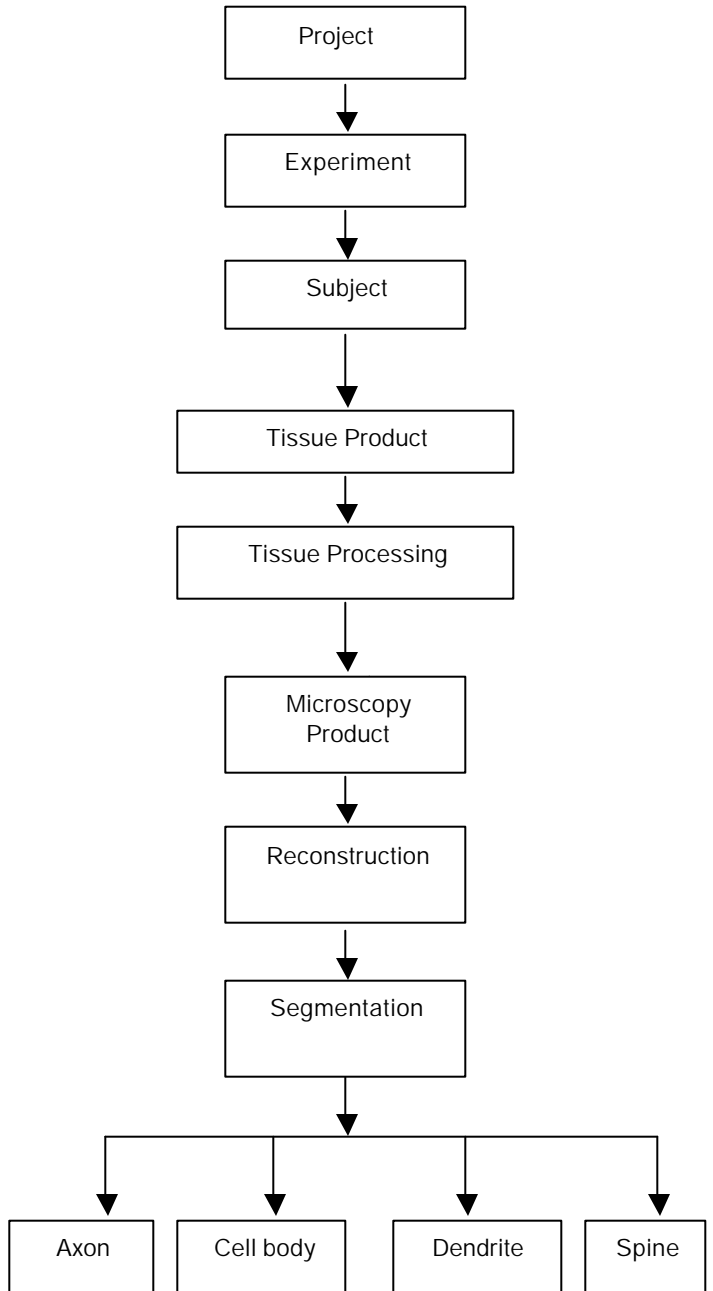 Project
Experiment
Subject
Tissue Product
Tissue Processing
Microscopy
Product
Reconstruction
Segmentation
Axon
Cell body
Dendrite
Spine